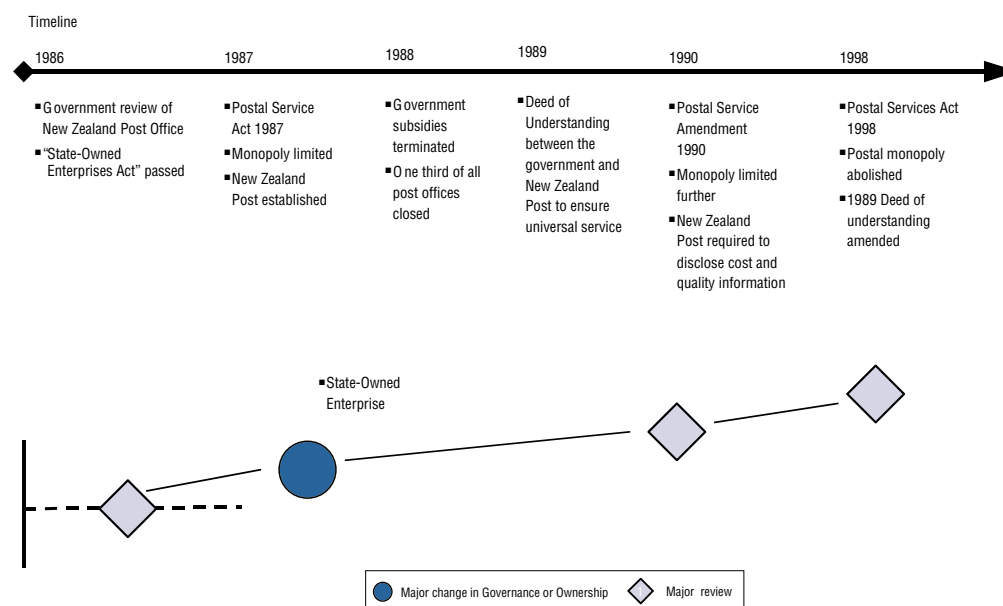 Timeline
1986
1987
1988
1989
1990
1998
▪Government review of
New Zealand Post Office
▪“State-Owned
Enterprises Act” passed
▪Postal Service
Act 1987
▪Monopoly limited
▪New Zealand
Post established
▪Government
subsidies
terminated
▪One third of all
post offices
closed
▪Deed of
Understanding
between the
government and
New Zealand
Post to ensure
universal service
▪Postal Service
Amendment
1990
▪Monopoly limited
further
▪New Zealand
Post required to
disclose cost and
quality information
▪Postal Services Act
1998
▪Postal monopoly
abolished
▪1989 Deed of
understanding
amended
▪State-Owned
Enterprise
Major change in Governance or Ownership
Major review